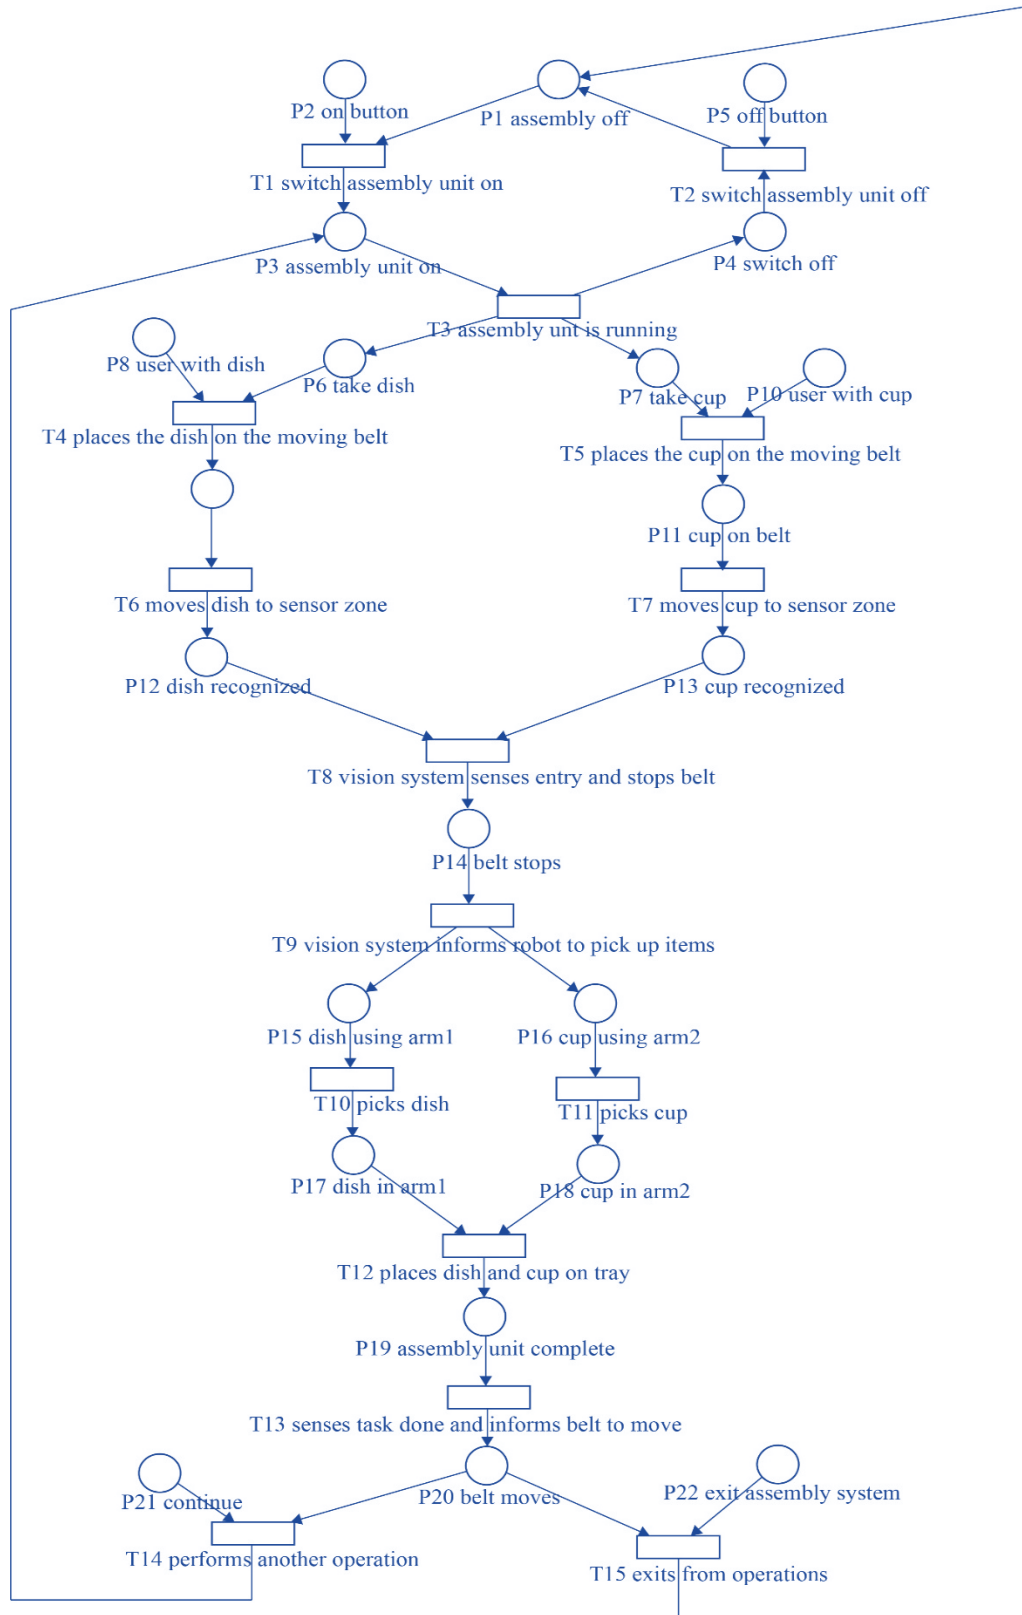 P2 on button
P1 assembly off
P5 off button
T1 switch assembly unit on
T2 switch assembly unit off
P3 assembly unit on
P4 switch off
T3 assembly unt is running
P8 user with dish
P6 take dish
P7 take cup
P10 user with cup
T4 places the dish on the moving belt
T5 places the cup on the moving belt
P11 cup on belt
T6 moves dish to sensor zone
T7 moves cup to sensor zone
P12 dish recognized
P13 cup recognized
T8 vision system senses entry and stops belt
P14 belt stops
T9 vision system informs robot to pick up items
P15 dish using arm1
P16 cup using arm2
T10 picks dish
T11 picks cup
P17 dish in arm1
P18 cup in arm2
T12 places dish and cup on tray
P19 assembly unit complete
T13 senses task done and informs belt to move
P21 continue
P20 belt moves
P22 exit assembly system
T14 performs another operation
T15 exits from operations